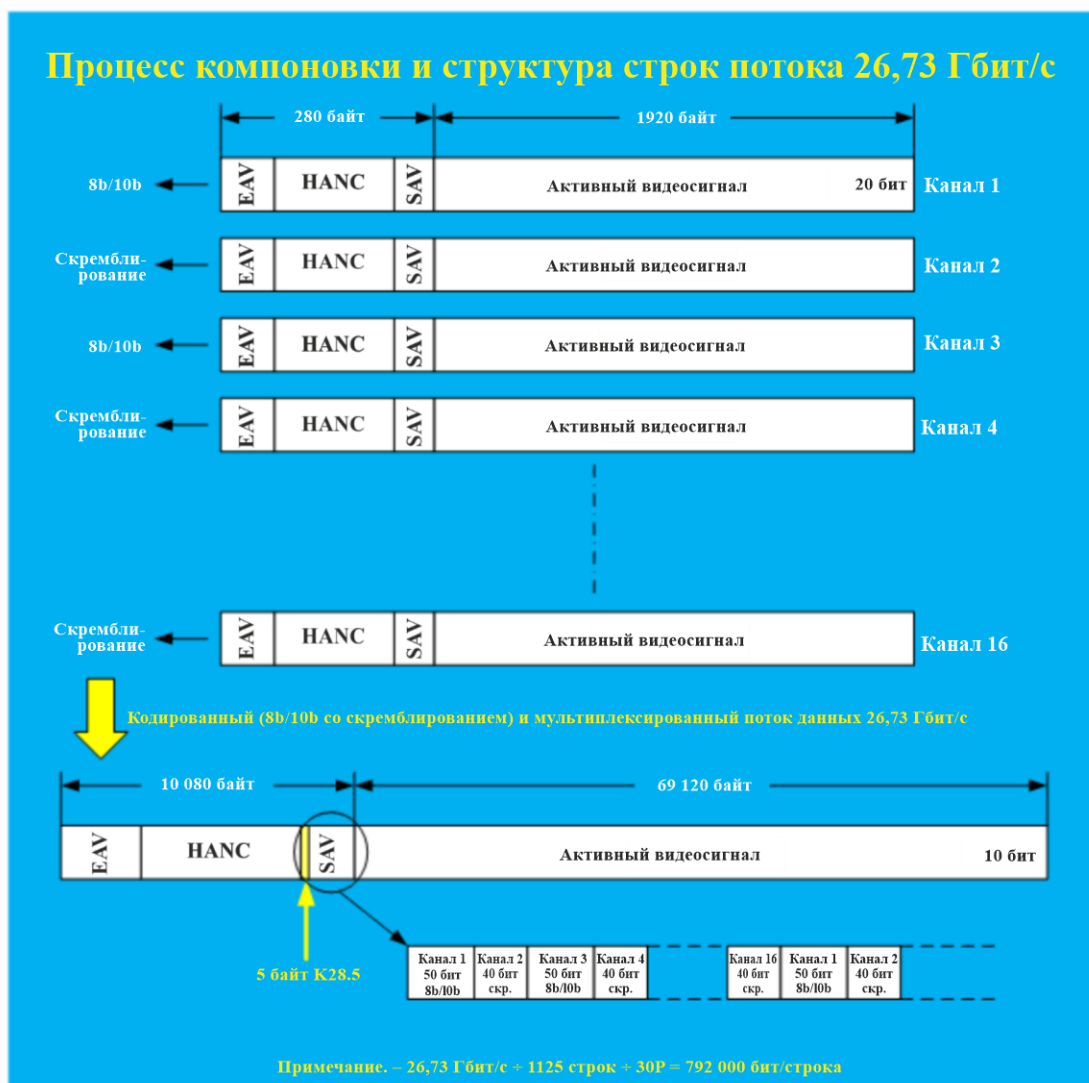 Процесс компоновки и структура строк потока 26,73 Гбит/с
280 байт
1920 байт
8b/10b
EAV
HANC
SAV
Активный видеосигнал
20 бит
Канал 1
Скрембли-
рование
EAV
HANC
SAV
Активный видеосигнал
Канал 2
8b/10b
EAV
HANC
SAV
Активный видеосигнал
Канал 3
Скрембли-
рование
EAV
HANC
SAV
Активный видеосигнал
Канал 4
Скрембли-
рование
EAV
HANC
SAV
Активный видеосигнал
Канал 16
Кодированный (8b/10b со скремблированием) и мультиплексированный поток данных 26,73 Гбит/с
10 080 байт
69 120 байт
EAV
HANC
SAV
Активный видеосигнал
10 бит
5 байт K28.5
Канал 1
50 бит
8b/l0b
Канал 2
40 бит
скр.
Канал 3
50 бит
8b/l0b
Канал 4
40 бит
скр.
Канал 16
40 бит
скр.
Канал 1
50 бит
8b/l0b
Канал 2
40 бит
скр.
Примечание. – 26,73 Гбит/с ÷ 1125 строк ÷ 30P = 792 000 бит/строка